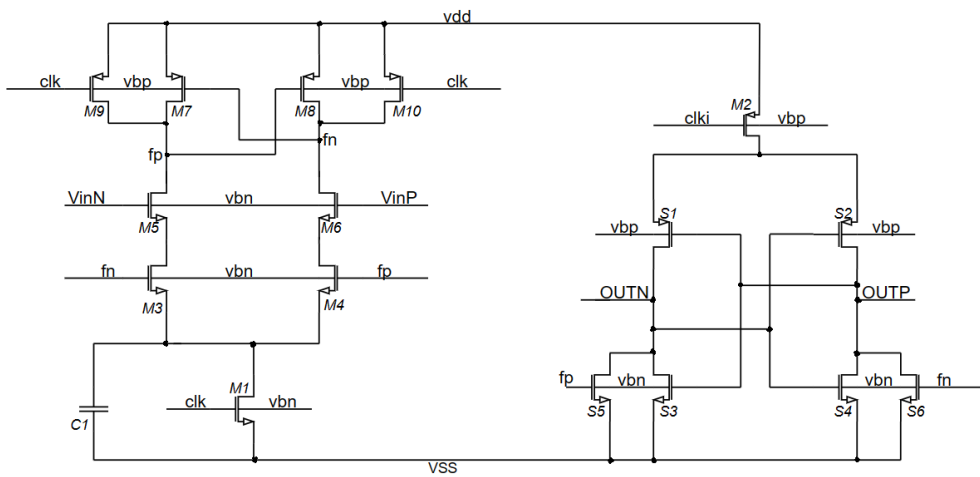 vdd
clk vbp vbp clk
M9 M7 M8 M10
M2
clki vbp
fn
fp
VinN vbn VinP
M5 M6
S1 S2
vbp vbp
fn vbn fp
M3 M4
OUTN OUTP
fp vbn vbn fn
S5 S3 S4 S6
M1
clk vbn
C1
VSS